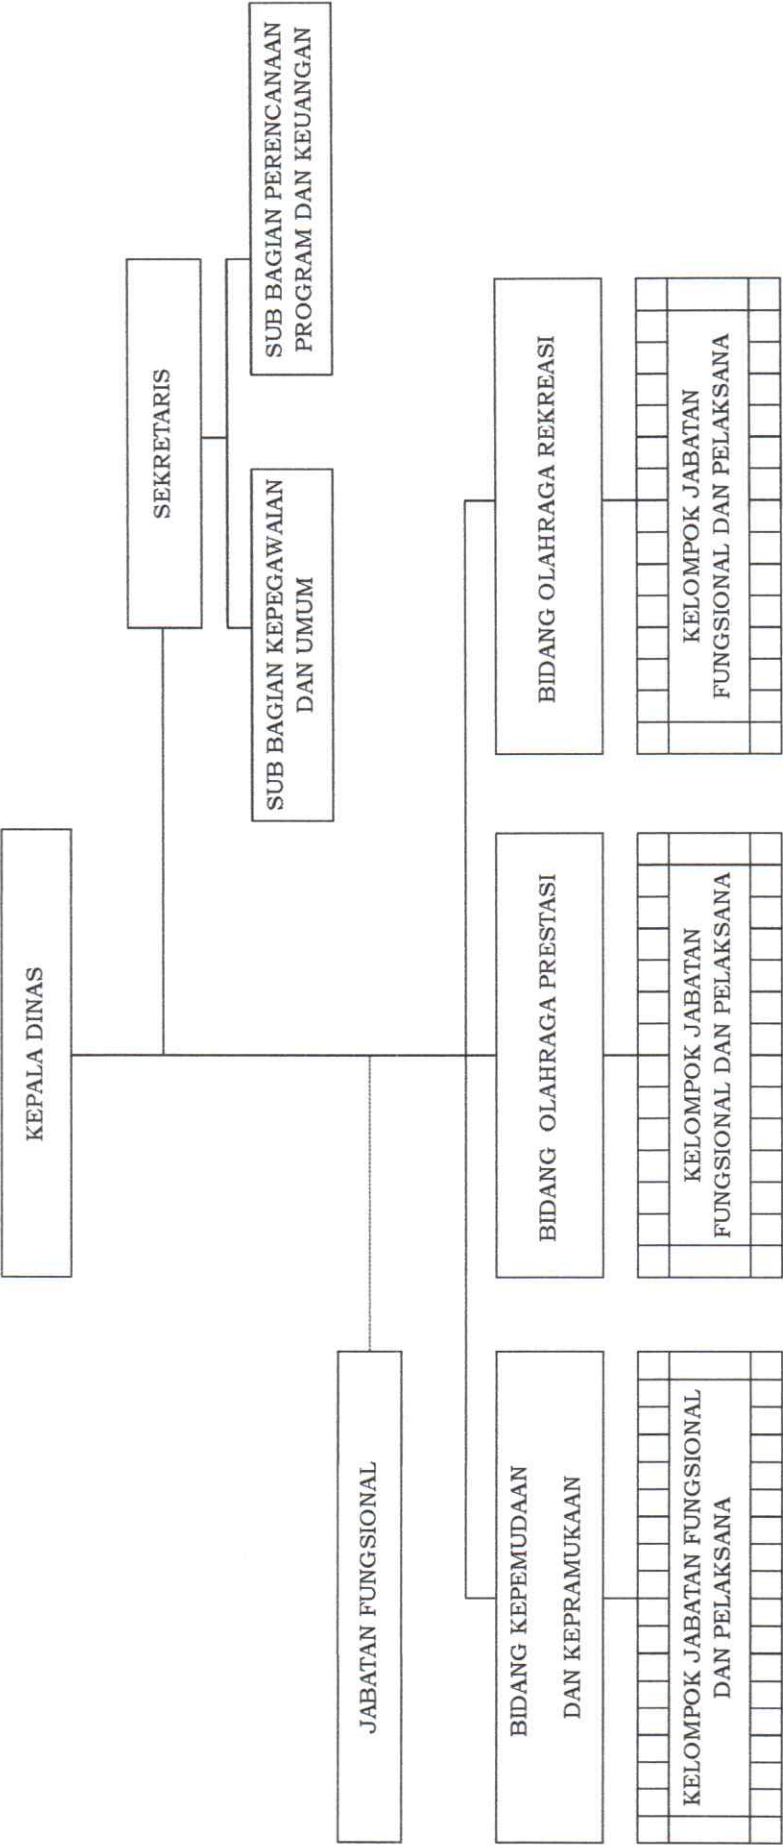 KEPALA DINAS
SEKRETARIS
SUB BAGIAN KEPEGAWAIAN
DAN UMUM
SUB BAGIAN PERENCANAAN
PROGRAM DAN KEUANGAN
JABATAN FUNGSIONAL
BIDANG KEPEMUDAAN
DAN KEPRAMUKAAN
BIDANG OLAHRAGA PRESTASI
BIDANG OLAHRAGA REKREASI
KELOMPOK JABATAN FUNGSIONAL
DAN PELAKSANA
KELOMPOK JABATAN
FUNGSIONAL DAN PELAKSANA
KELOMPOK JABATAN
FUNGSIONAL DAN PELAKSANA